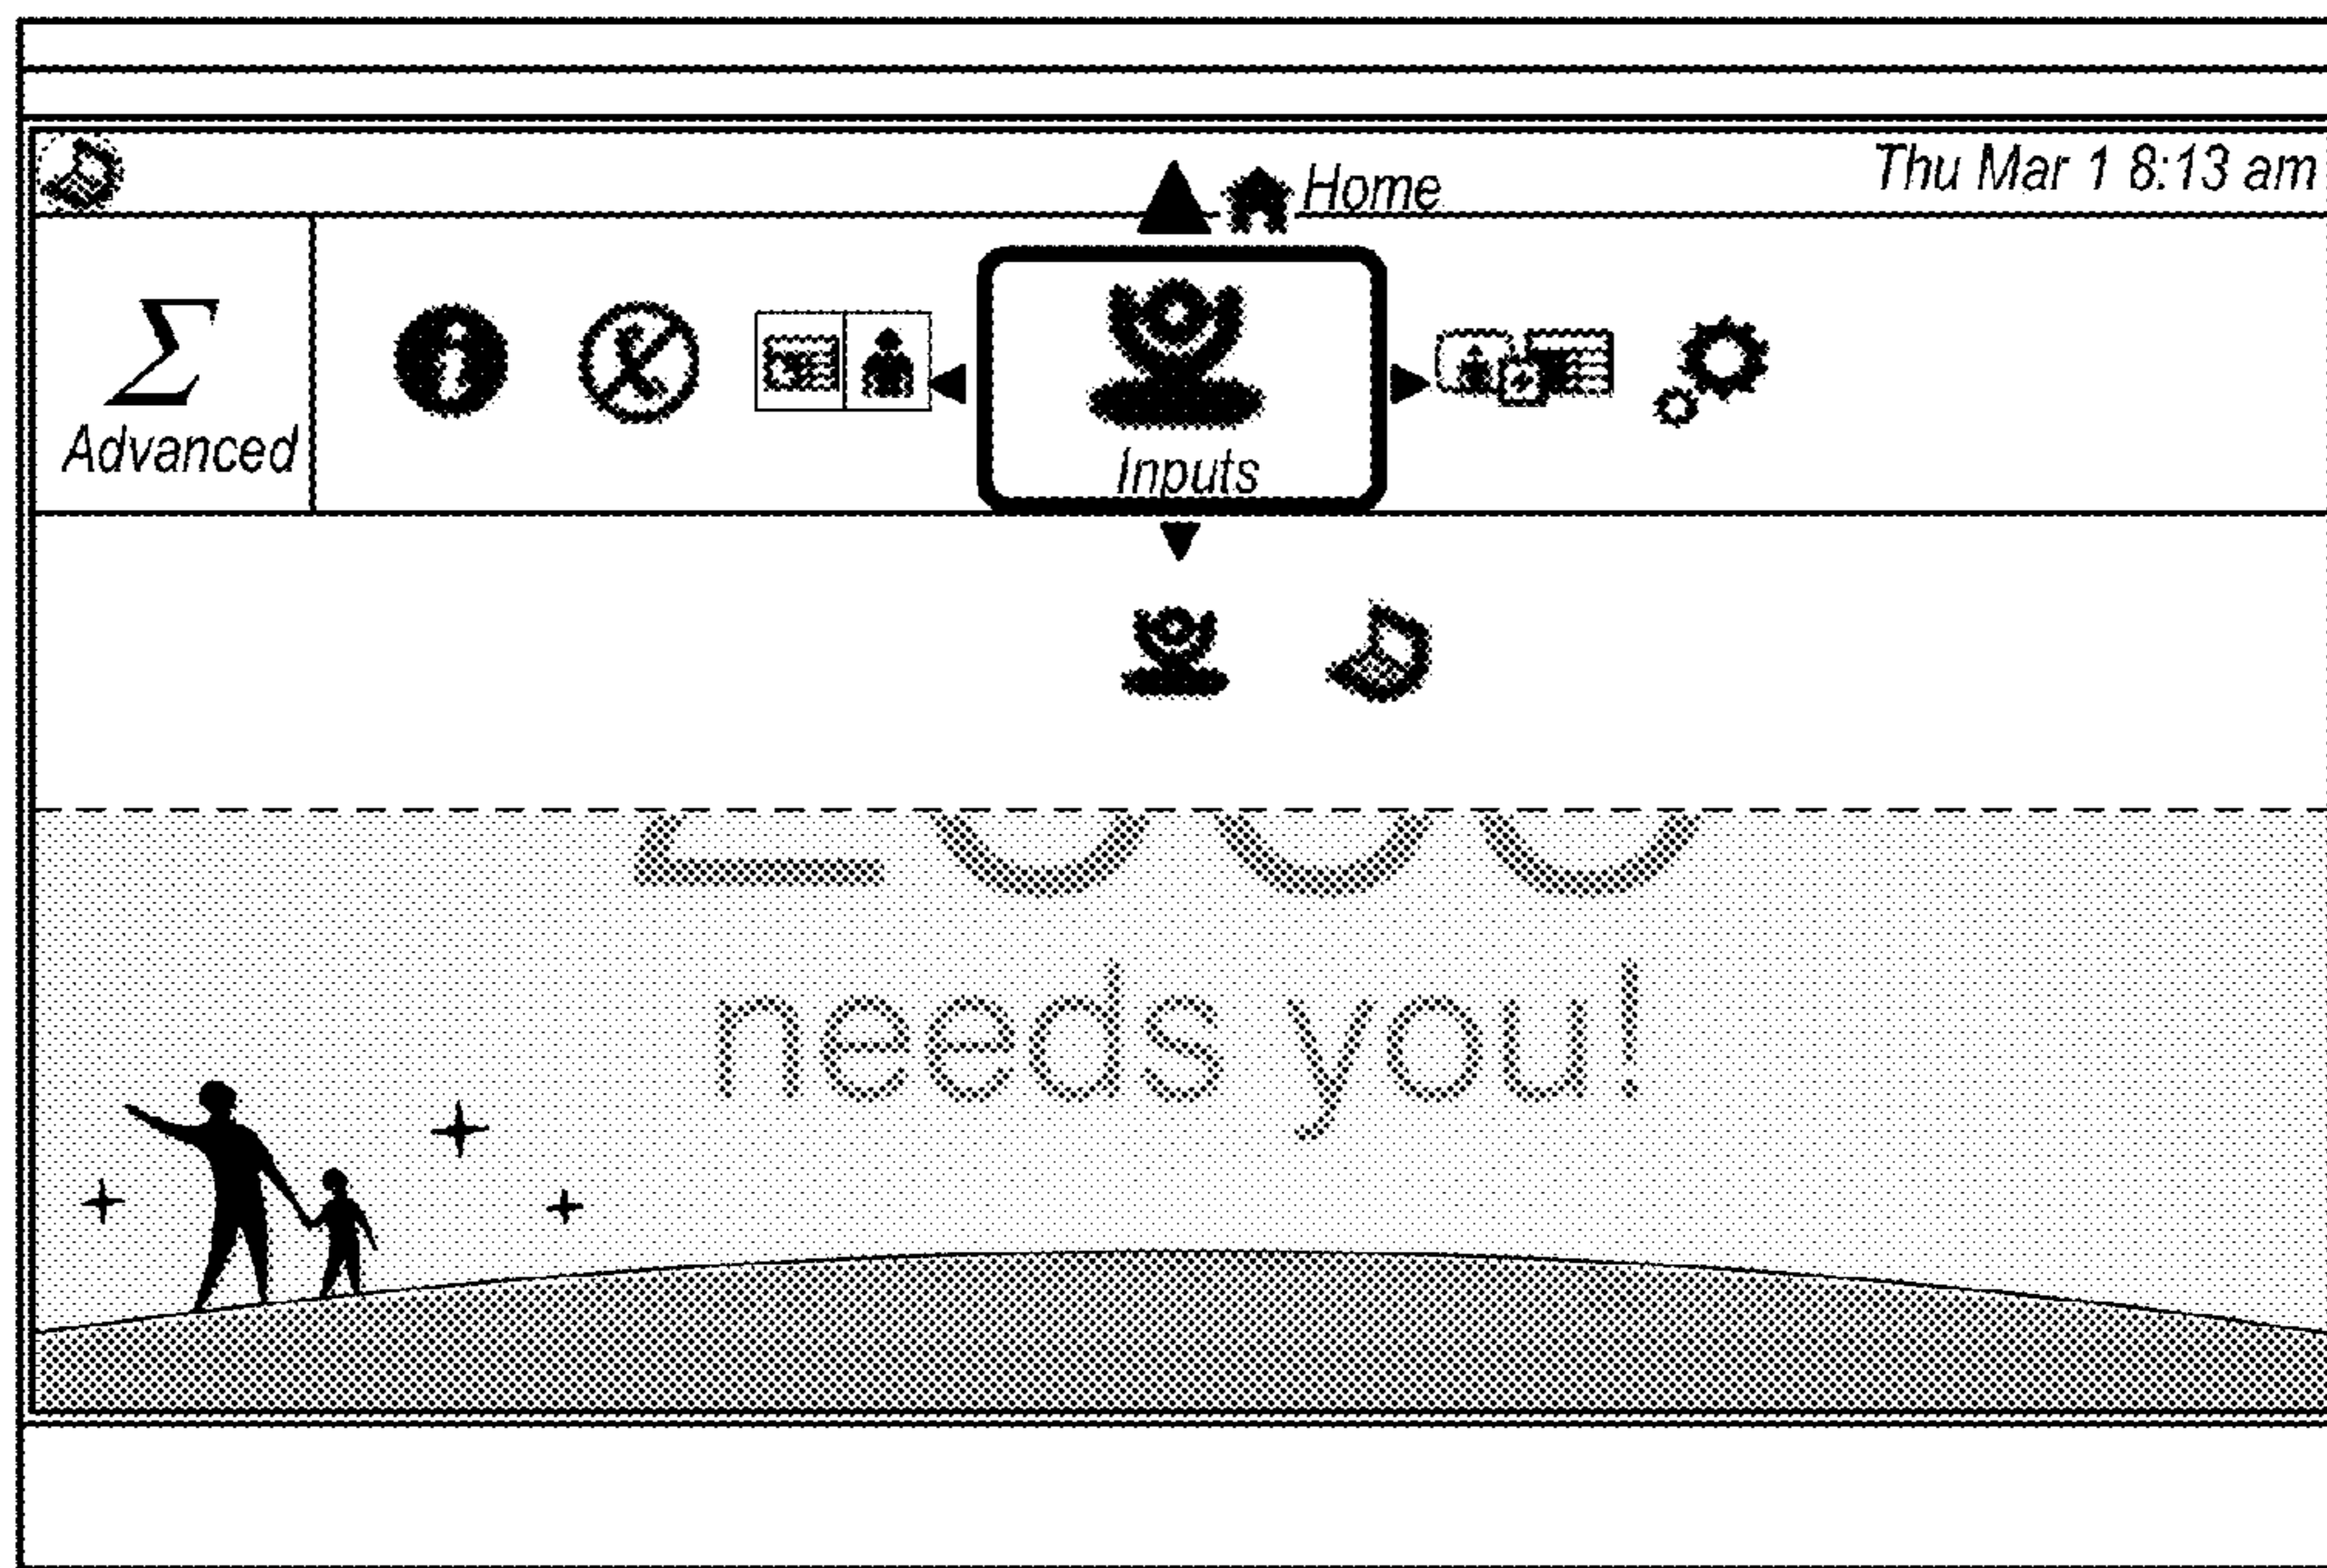 Thu Mar 1 8:13 am
Home
Σ
Advanced
Inputs
needs you!